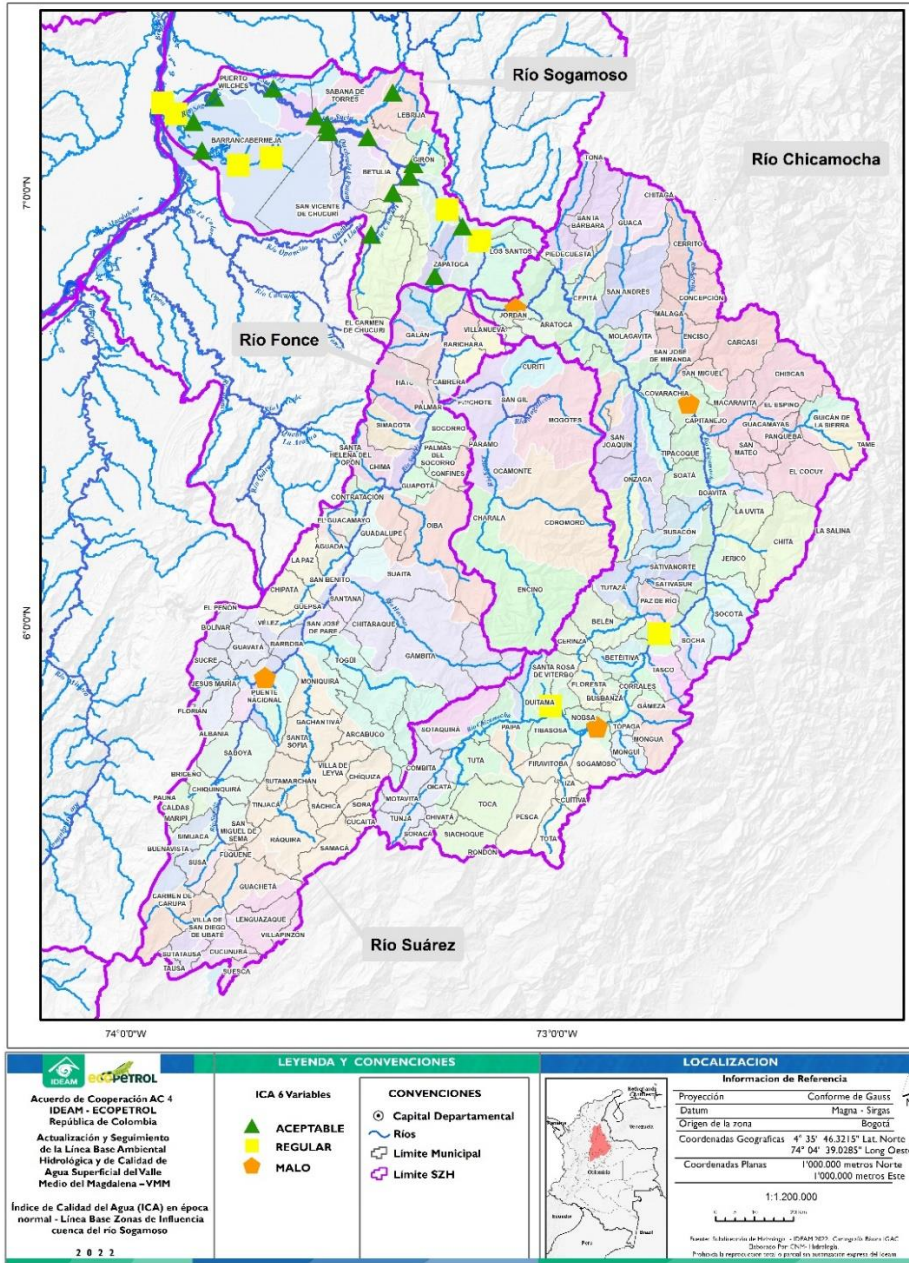 Río Sogamoso
Río Chicamocha
Río Fonce
Río Suárez
PUERTO
WILCHES
SABANA DE
TORRES
LEBRIJA
BARRANCABERMEJA
GIRÓN
BETULIA
SAN VICENTE
DE CHUCURÍ
ZAPATOCA
LOS SANTOS
EL CARMEN
DE CHUCURÍ
TONA
CHITAGÁ
SANTA
BÁRBARA
GUACA
CERRITO
PIEDECUESTA
SAN ANDRÉS
CEPITÁ
CONCEPCIÓN
MÁLAGA
JORDÁN
ARATOCA
MOLAGAVITA
ENCISO
CARCASÍ
GALÁN
VILLANUEVA
BARICHARA
SAN JOSÉ
DE MIRANDA
SAN MIGUEL
CURITÍ
CHISCAS
HATO
CABRERA
COVARACHÍA
MACARAVITA
EL ESPINO
PALMAR
PINCHOTE
SAN GIL
MOGOTES
CAPITANEJO
GUACAMAYAS
GUICÁN DE
LA SIERRA
SIMACOTA
SOCORRO
PÁRAMO
SAN
JOAQUÍN
TIPACOQUE
SAN
MATEO
PANQUEBA
TAME
SANTA
HELENA DEL
OPÓN
PALMAS
DEL
SOCORRO
CHIMA
CONFINES
OCAMONTE
ONZAGA
SOATÁ
EL COCUY
GUAPOTÁ
BOAVITA
CONTRATACIÓN
CHARALÁ
COROMORO
LA UVITA
EL GUACAMAYO
GUADALUPE
OIBA
SUSACÓN
CHITA
LA SALINA
AGUADA
LA PAZ
SATIVANORTE
JERICÓ
SAN BENITO
SUAITA
ENCINO
TUTAZÁ
SATIVASUR
CHIPATÁ
GÜEPSA
SANTANA
PAZ DE RÍO
SOCOTÁ
EL PEÑÓN
VÉLEZ
SAN JOSÉ
DE PARE
CHITARAQUE
BELÉN
BOLÍVAR
GUAVATÁ
BARBOSA
GÁMBITA
CERINZA
SOCHA
SUCRE
TOGÜÍ
BETÉITIVA
JESÚS MARÍA
MONIQUIRÁ
SANTA ROSA
DE VITERBO
TASCO
PUENTE
NACIONAL
FLORESTA
CORRALES
FLORIÁN
BUSBANZÁ
DUITAMA
GÁMEZA
GACHANTIVÁ
NOBSA
ALBANIA
ARCABUCO
SOTAQUIRÁ
PAIPA
TIBASOSA
TÓPAGA
SANTA
SOFÍA
MONGUA
SABOYÁ
COMBITA
TUTA
FIRAVITOBA
SOGAMOSO
MONGUÍ
VILLA DE
LEYVA
CHÍQUIZA
OICATÁ
IZA
BRICEÑO
SUTAMARCHÁN
CHIQUINQUIRÁ
MOTAVITA
CUÍTIVA
PAUNA
CALDAS
TINJACÁ
SÁCHICA
SORA
CHIVATÁ
TOCA
PESCA
MARIPÍ
TUNJA
CUCAITA
SORACÁ
SIACHOQUE
TOTA
SIMIJACA
SAN
MIGUEL DE
SEMA
BUENAVISTA
RÁQUIRA
SAMACÁ
RONDÓN
SUSA
FÚQUENE
GUACHETÁ
CARMEN DE
CARUPA
VILLA DE
SAN DIEGO
DE UBATÉ
LENGUAZAQUE
VILLAPINZÓN
CUCUNUBÁ
SUTATAUSA
TAUSA
SUESCA
7°0'0"N
6°0'0"N
74°0'0"W
73°0'0"W
IDEAM
ecoPETROL
Acuerdo de Cooperación AC 4
IDEAM - ECOPETROL
República de Colombia
Actualización y Seguimiento
de la Línea Base Ambiental
Hidrológica y de Calidad de
Agua Superficial del Valle
Medio del Magdalena – VMM
Índice de Calidad del Agua (ICA) en época
normal - Línea Base Zonas de Influencia
cuenca del río Sogamoso
2 0 2 2
LEYENDA Y CONVENCIONES
ICA 6 Variables
ACEPTABLE
REGULAR
MALO
CONVENCIONES
Capital Departamental
Ríos
Límite Municipal
Límite SZH
LOCALIZACION
Venezuela
Colombia
Ecuador
Perú
Brasil
Informacion de Referencia
Proyección Conforme de Gauss
Datum Magna - Sirgas
Origen de la zona Bogotá
Coordenadas Geograficas 4° 35' 46.3215" Lat. Norte
74° 04' 39.0285" Long Oeste
Coordenadas Planas 1'000.000 metros Norte
1'000.000 metros Este
1:1.200.000